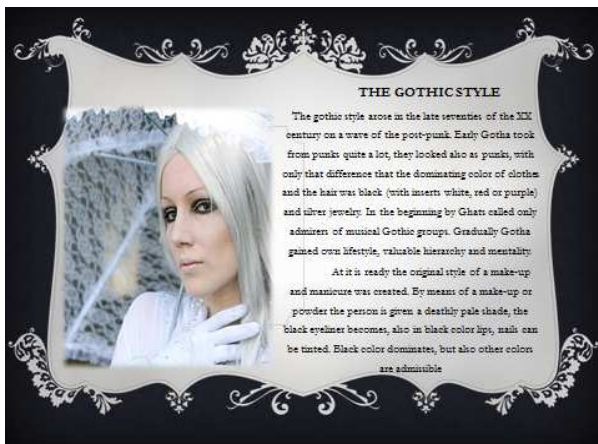 THE GOTHIC STYLE
The gothic style arose in the late seventies of the XX
century on a wave of the post-punk. Early Gotha took
from punks quite a lot, they looked also as punks, with
only that difference that the dominating color of clothes
and the hair was black (with inserts white, red or purple)
and silver jewelry. In the beginning by Ghats called only
admirers of musical Gothic groups. Gradually Gotha
gained own lifestyle, valuable hierarchy and mentality.
At it is ready the original style of a make-up
and manicure was created. By means of a make-up or
powder the person is given a deathly pale shade, the
black eyeliner becomes, also in black color lips, nails can
be tinted. Black color dominates, but also other colors
are admissible